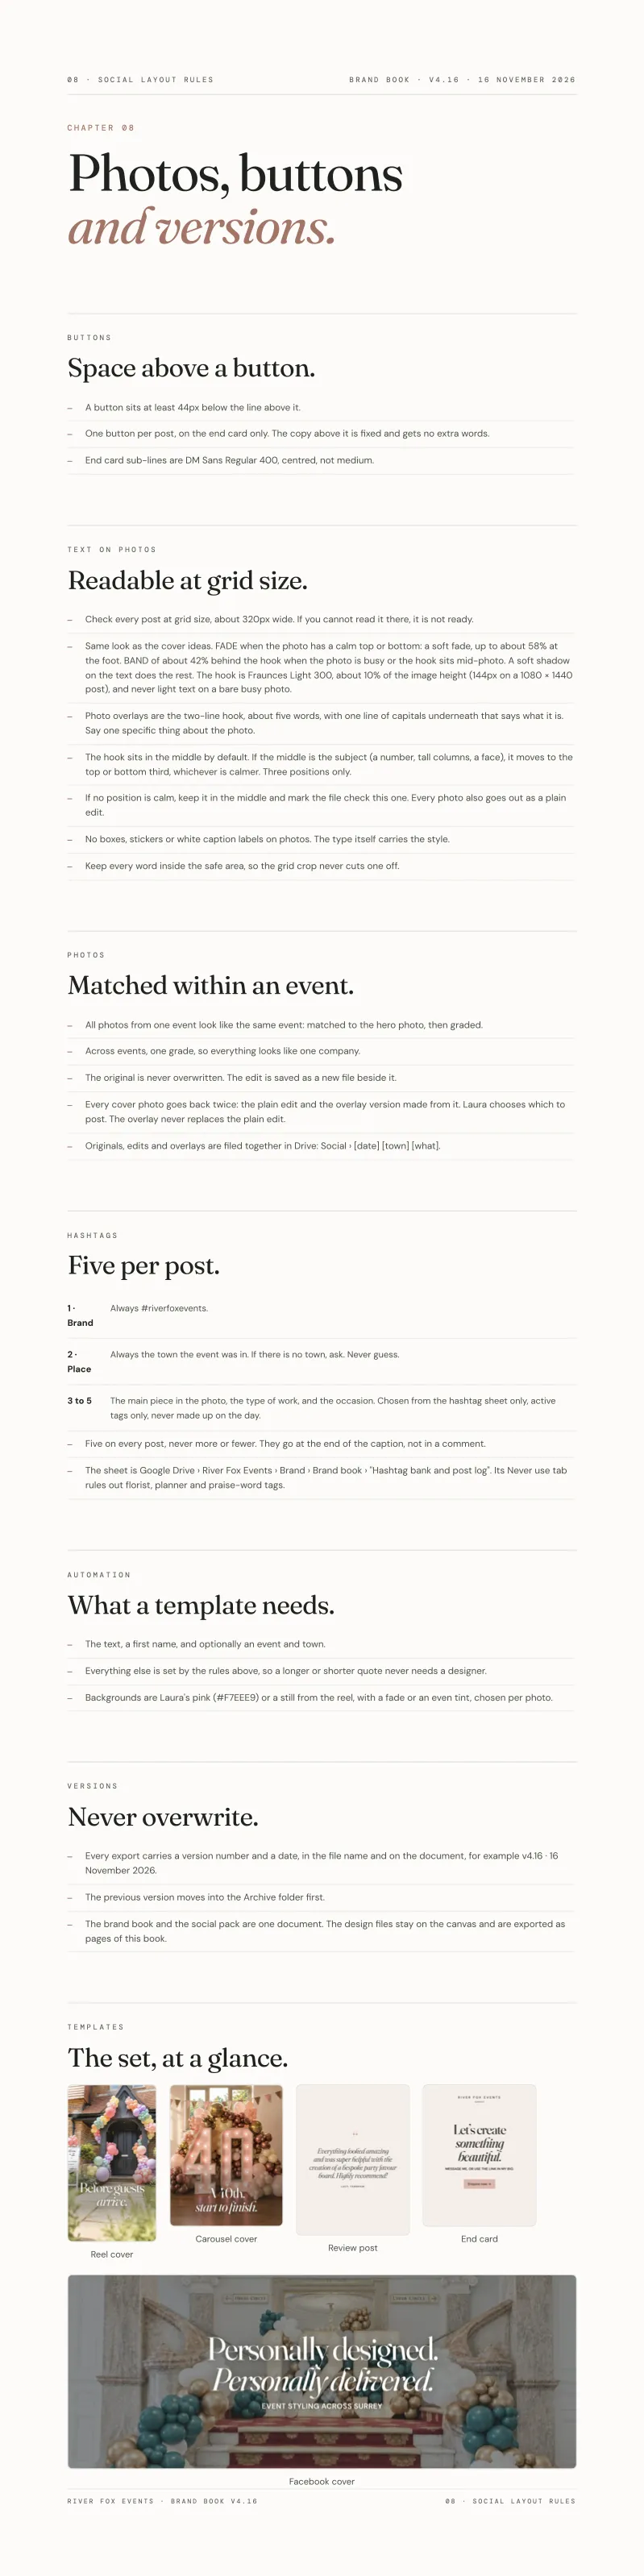 08 · SOCIAL LAYOUT RULES
BRAND BOOK · V4.16 · 16 NOVEMBER 2026
CHAPTER 08
Photos, buttons
and versions.
BUTTONS
Space above a button.
– A button sits at least 44px below the line above it.
– One button per post, on the end card only. The copy above it is fixed and gets no extra words.
– End card sub-lines are DM Sans Regular 400, centred, not medium.
TEXT ON PHOTOS
Readable at grid size.
– Check every post at grid size, about 320px wide. If you cannot read it there, it is not ready.
– Same look as the cover ideas. FADE when the photo has a calm top or bottom: a soft fade, up to about 58% at
the foot. BAND of about 42% behind the hook when the photo is busy or the hook sits mid-photo. A soft shadow
on the text does the rest. The hook is Fraunces Light 300, about 10% of the image height (144px on a 1080 × 1440
post), and never light text on a bare busy photo.
– Photo overlays are the two-line hook, about five words, with one line of capitals underneath that says what it is.
Say one specific thing about the photo.
– The hook sits in the middle by default. If the middle is the subject (a number, tall columns, a face), it moves to the
top or bottom third, whichever is calmer. Three positions only.
– If no position is calm, keep it in the middle and mark the file check this one. Every photo also goes out as a plain
edit.
– No boxes, stickers or white caption labels on photos. The type itself carries the style.
– Keep every word inside the safe area, so the grid crop never cuts one off.
PHOTOS
Matched within an event.
– All photos from one event look like the same event: matched to the hero photo, then graded.
– Across events, one grade, so everything looks like one company.
– The original is never overwritten. The edit is saved as a new file beside it.
– Every cover photo goes back twice: the plain edit and the overlay version made from it. Laura chooses which to
post. The overlay never replaces the plain edit.
– Originals, edits and overlays are filed together in Drive: Social › [date] [town] [what].
HASHTAGS
Five per post.
1 · Brand
Always #riverfoxevents.
2 · Place
Always the town the event was in. If there is no town, ask. Never guess.
3 to 5
The main piece in the photo, the type of work, and the occasion. Chosen from the hashtag sheet only, active
tags only, never made up on the day.
– Five on every post, never more or fewer. They go at the end of the caption, not in a comment.
– The sheet is Google Drive › River Fox Events › Brand › Brand book › "Hashtag bank and post log". Its Never use tab
rules out florist, planner and praise-word tags.
AUTOMATION
What a template needs.
– The text, a first name, and optionally an event and town.
– Everything else is set by the rules above, so a longer or shorter quote never needs a designer.
– Backgrounds are Laura's pink (#F7EEE9) or a still from the reel, with a fade or an even tint, chosen per photo.
VERSIONS
Never overwrite.
– Every export carries a version number and a date, in the file name and on the document, for example v4.16 · 16
November 2026.
– The previous version moves into the Archive folder first.
– The brand book and the social pack are one document. The design files stay on the canvas and are exported as
pages of this book.
TEMPLATES
The set, at a glance.
Before guests
arrive.
Reel cover
40
A 40th,
start to finish.
Carousel cover
Everything looked amazing
and was super helpful with the
creation of a bespoke party favour
board. Highly recommend!
Review post
RIVER FOX EVENTS
Let's create
something
beautiful.
End card
Personally designed.
Personally delivered.
EVENT STYLING ACROSS SURREY
Facebook cover
RIVER FOX EVENTS · BRAND BOOK V4.16
08 · SOCIAL LAYOUT RULES